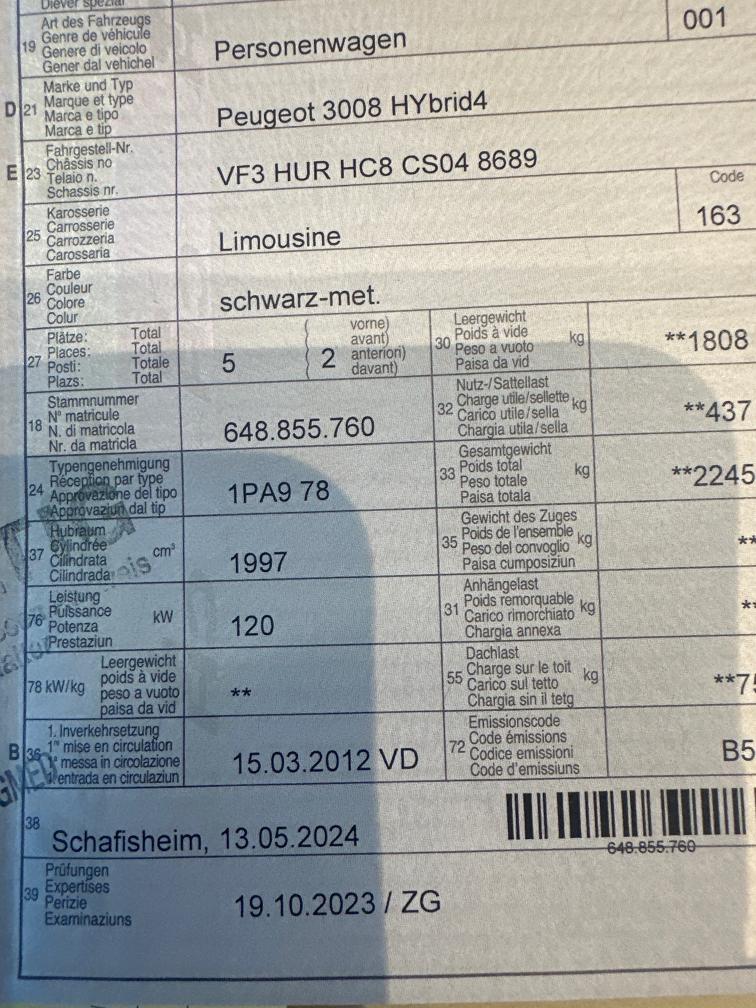 Diever spezial
19
Art des Fahrzeugs
Genre de véhicule
Genere di veicolo
Gener dal vehichel
Personenwagen
001
D 21
Marke und Typ
Marque et type
Marca e tipo
Marca e tip
Peugeot 3008 HYbrid4
E 23
Fahrgestell-Nr.
Châssis no
Telaio n.
Schassis nr.
VF3 HUR HC8 CS04 8689
25
Karosserie
Carrosserie
Carrozzeria
Carossaria
Limousine
Code
163
26
Farbe
Couleur
Colore
Colur
schwarz-met.
27
Plätze: Total
Places: Total
Posti: Totale
Plazs: Total
5
2
vorne)
avant)
anteriori)
davant)
30
Leergewicht
Poids à vide
Peso a vuoto
Paisa da vid
kg
**1808
18
Stammnummer
N° matricule
N. di matricola
Nr. da matricla
648.855.760
32
Nutz-/Sattellast
Charge utile/sellette
Carico utile/sella
Chargia utila/sella
kg
**437
24
Typengenehmigung
Réception par type
Approvazione del tipo
Approvaziun dal tip
1PA9 78
33
Gesamtgewicht
Poids total
Peso totale
Paisa totala
kg
**2245
37
Hubraum
Cylindrée
Cilindrata
Cilindrada
cm³
1997
35
Gewicht des Zuges
Poids de l'ensemble
Peso del convoglio
Paisa cumposiziun
kg
**
76
Leistung
Puissance
Potenza
Prestaziun
kW
120
31
Anhängelast
Poids remorquable
Carico rimorchiato
Chargia annexa
kg
**
78 kW/kg
Leergewicht
poids à vide
peso a vuoto
paisa da vid
**
55
Dachlast
Charge sur le toit
Carico sul tetto
Chargia sin il tetg
kg
**75
B 36
1. Inverkehrsetzung
1re mise en circulation
1a messa in circolazione
1. entrada en circulaziun
15.03.2012 VD
72
Emissionscode
Code émissions
Codice emissioni
Code d'emissiuns
B5
38
Schafisheim, 13.05.2024
648.855.760
39
Prüfungen
Expertises
Perizie
Examinaziuns
19.10.2023 / ZG